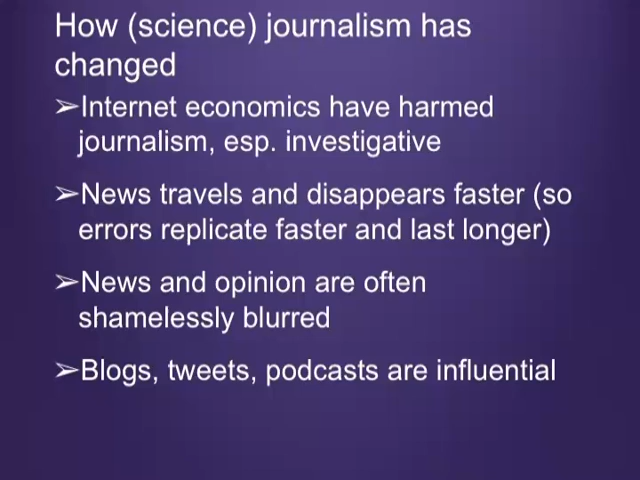 How (science) journalism has
changed
➢Internet economics have harmed
journalism, esp. investigative
➢News travels and disappears faster (so
errors replicate faster and last longer)
➢News and opinion are often
shamelessly blurred
➢Blogs, tweets, podcasts are influential